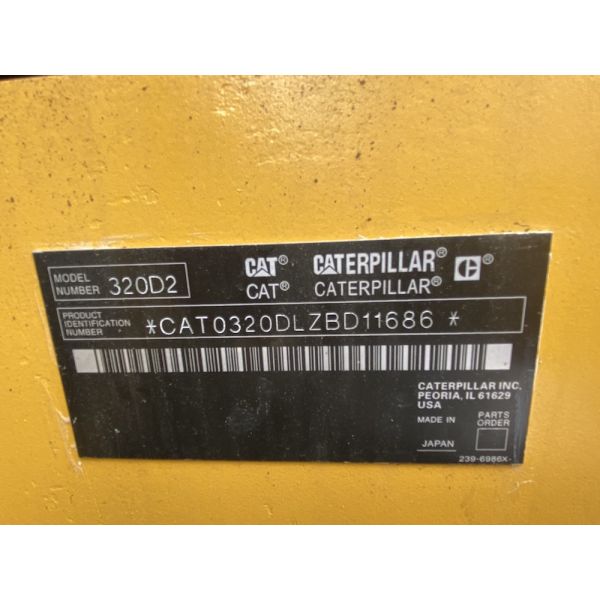 MODEL NUMBER 320D2
CAT® CATERPILLAR® C®
CAT® CATERPILLAR®
PRODUCT IDENTIFICATION NUMBER *CAT0320DLZBD11686*
CATERPILLAR INC.
PEORIA, IL 61629
USA
MADE IN PARTS ORDER
JAPAN
239-6986X-